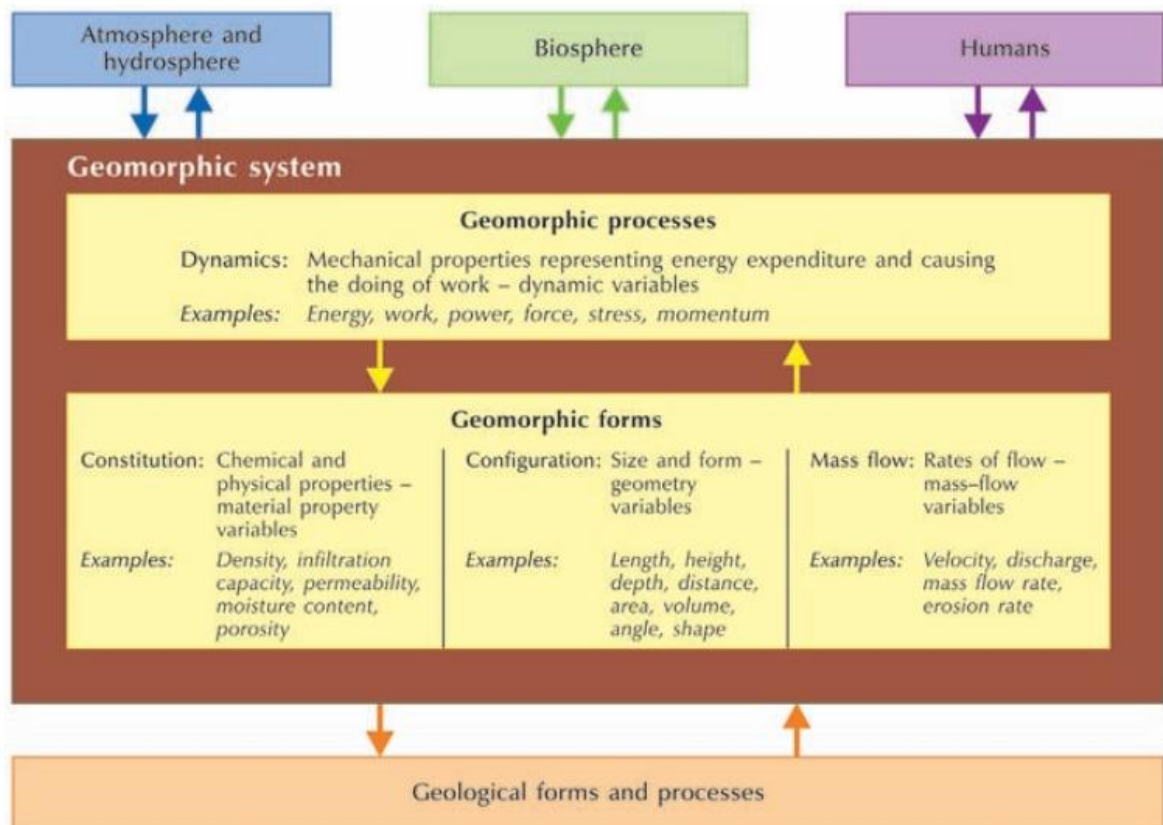 Atmosphere and
hydrosphere
Biosphere
Humans
Geomorphic system
Geomorphic processes
Dynamics: Mechanical properties representing energy expenditure and causing
the doing of work – dynamic variables
Examples: Energy, work, power, force, stress, momentum
Geomorphic forms
Constitution: Chemical and
physical properties –
material property
variables
Examples: Density, infiltration
capacity, permeability,
moisture content,
porosity
Configuration: Size and form –
geometry
variables
Examples: Length, height,
depth, distance,
area, volume,
angle, shape
Mass flow: Rates of flow –
mass–flow
variables
Examples: Velocity, discharge,
mass flow rate,
erosion rate
Geological forms and processes